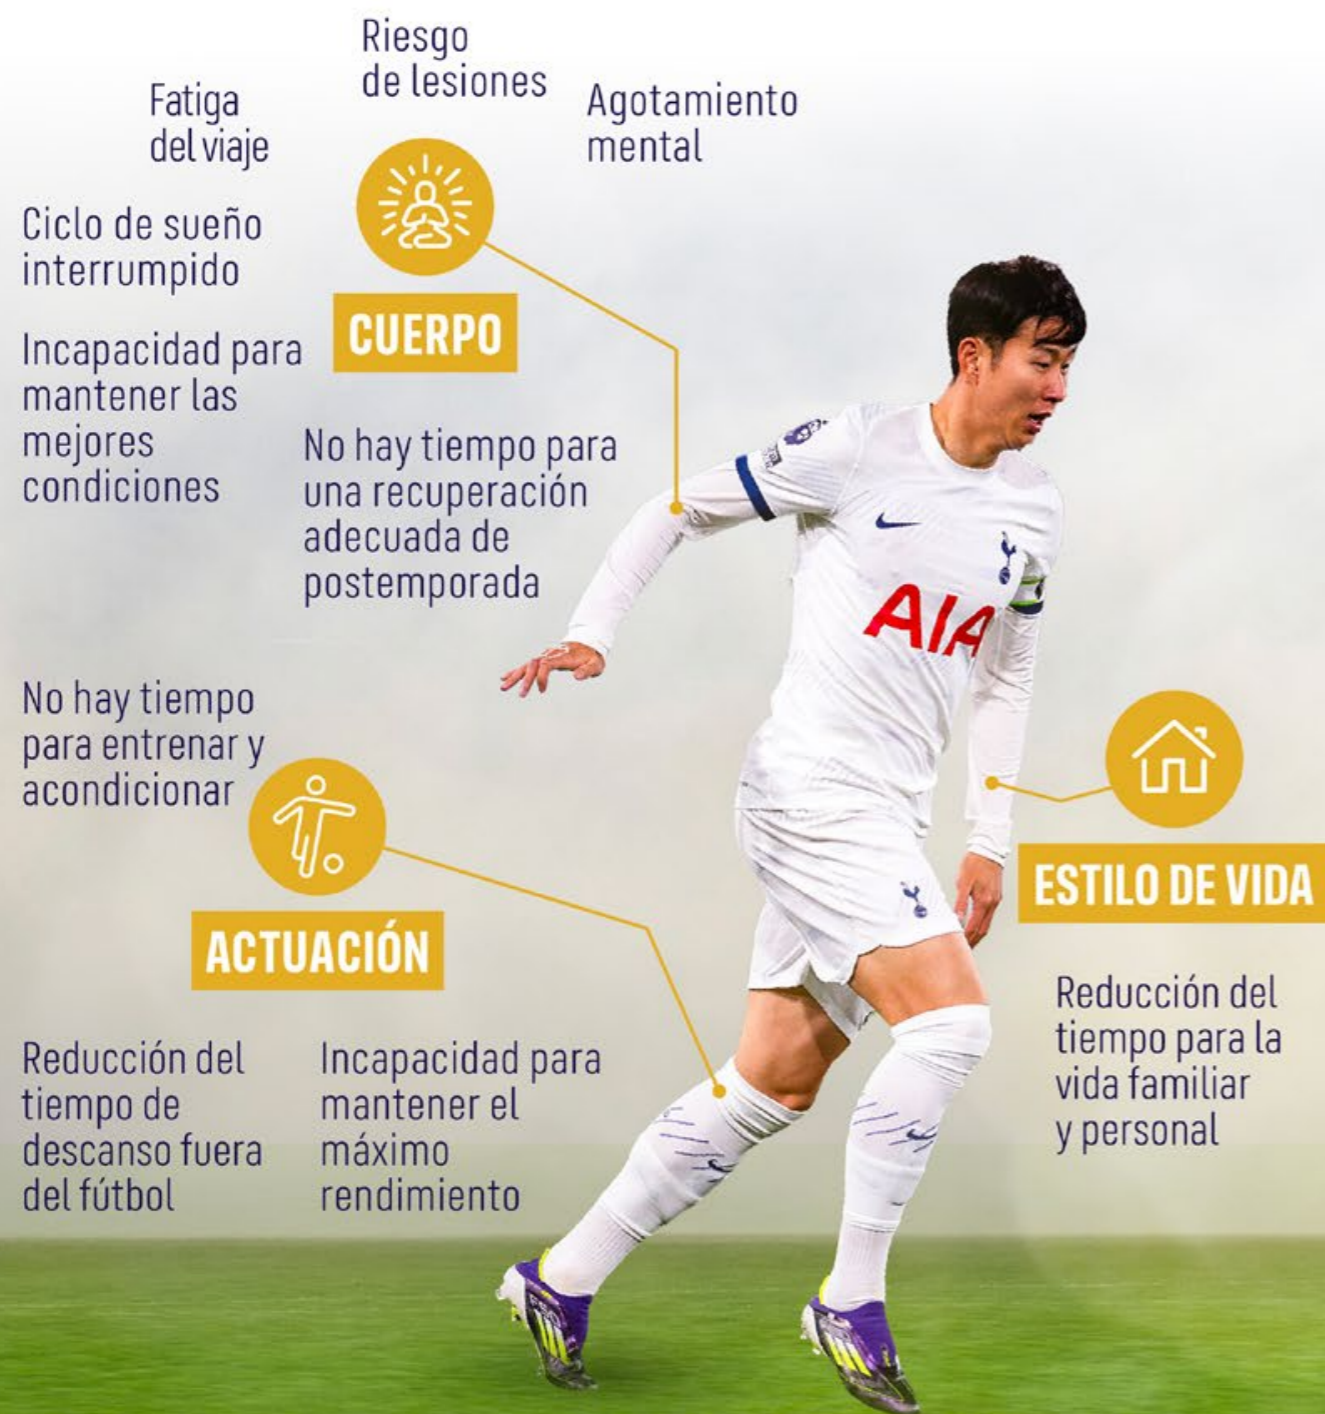 Riesgo
de lesiones
Fatiga
del viaje
Agotamiento
mental
Ciclo de sueño
interrumpido
CUERPO
Incapacidad para
mantener las
mejores
condiciones
No hay tiempo para
una recuperación
adecuada de
postemporada
AIA
No hay tiempo
para entrenar y
acondicionar
ACTUACIÓN
ESTILO DE VIDA
Reducción del
tiempo para la
vida familiar
y personal
Reducción del
tiempo de
descanso fuera
del fútbol
Incapacidad para
mantener el
máximo
rendimiento